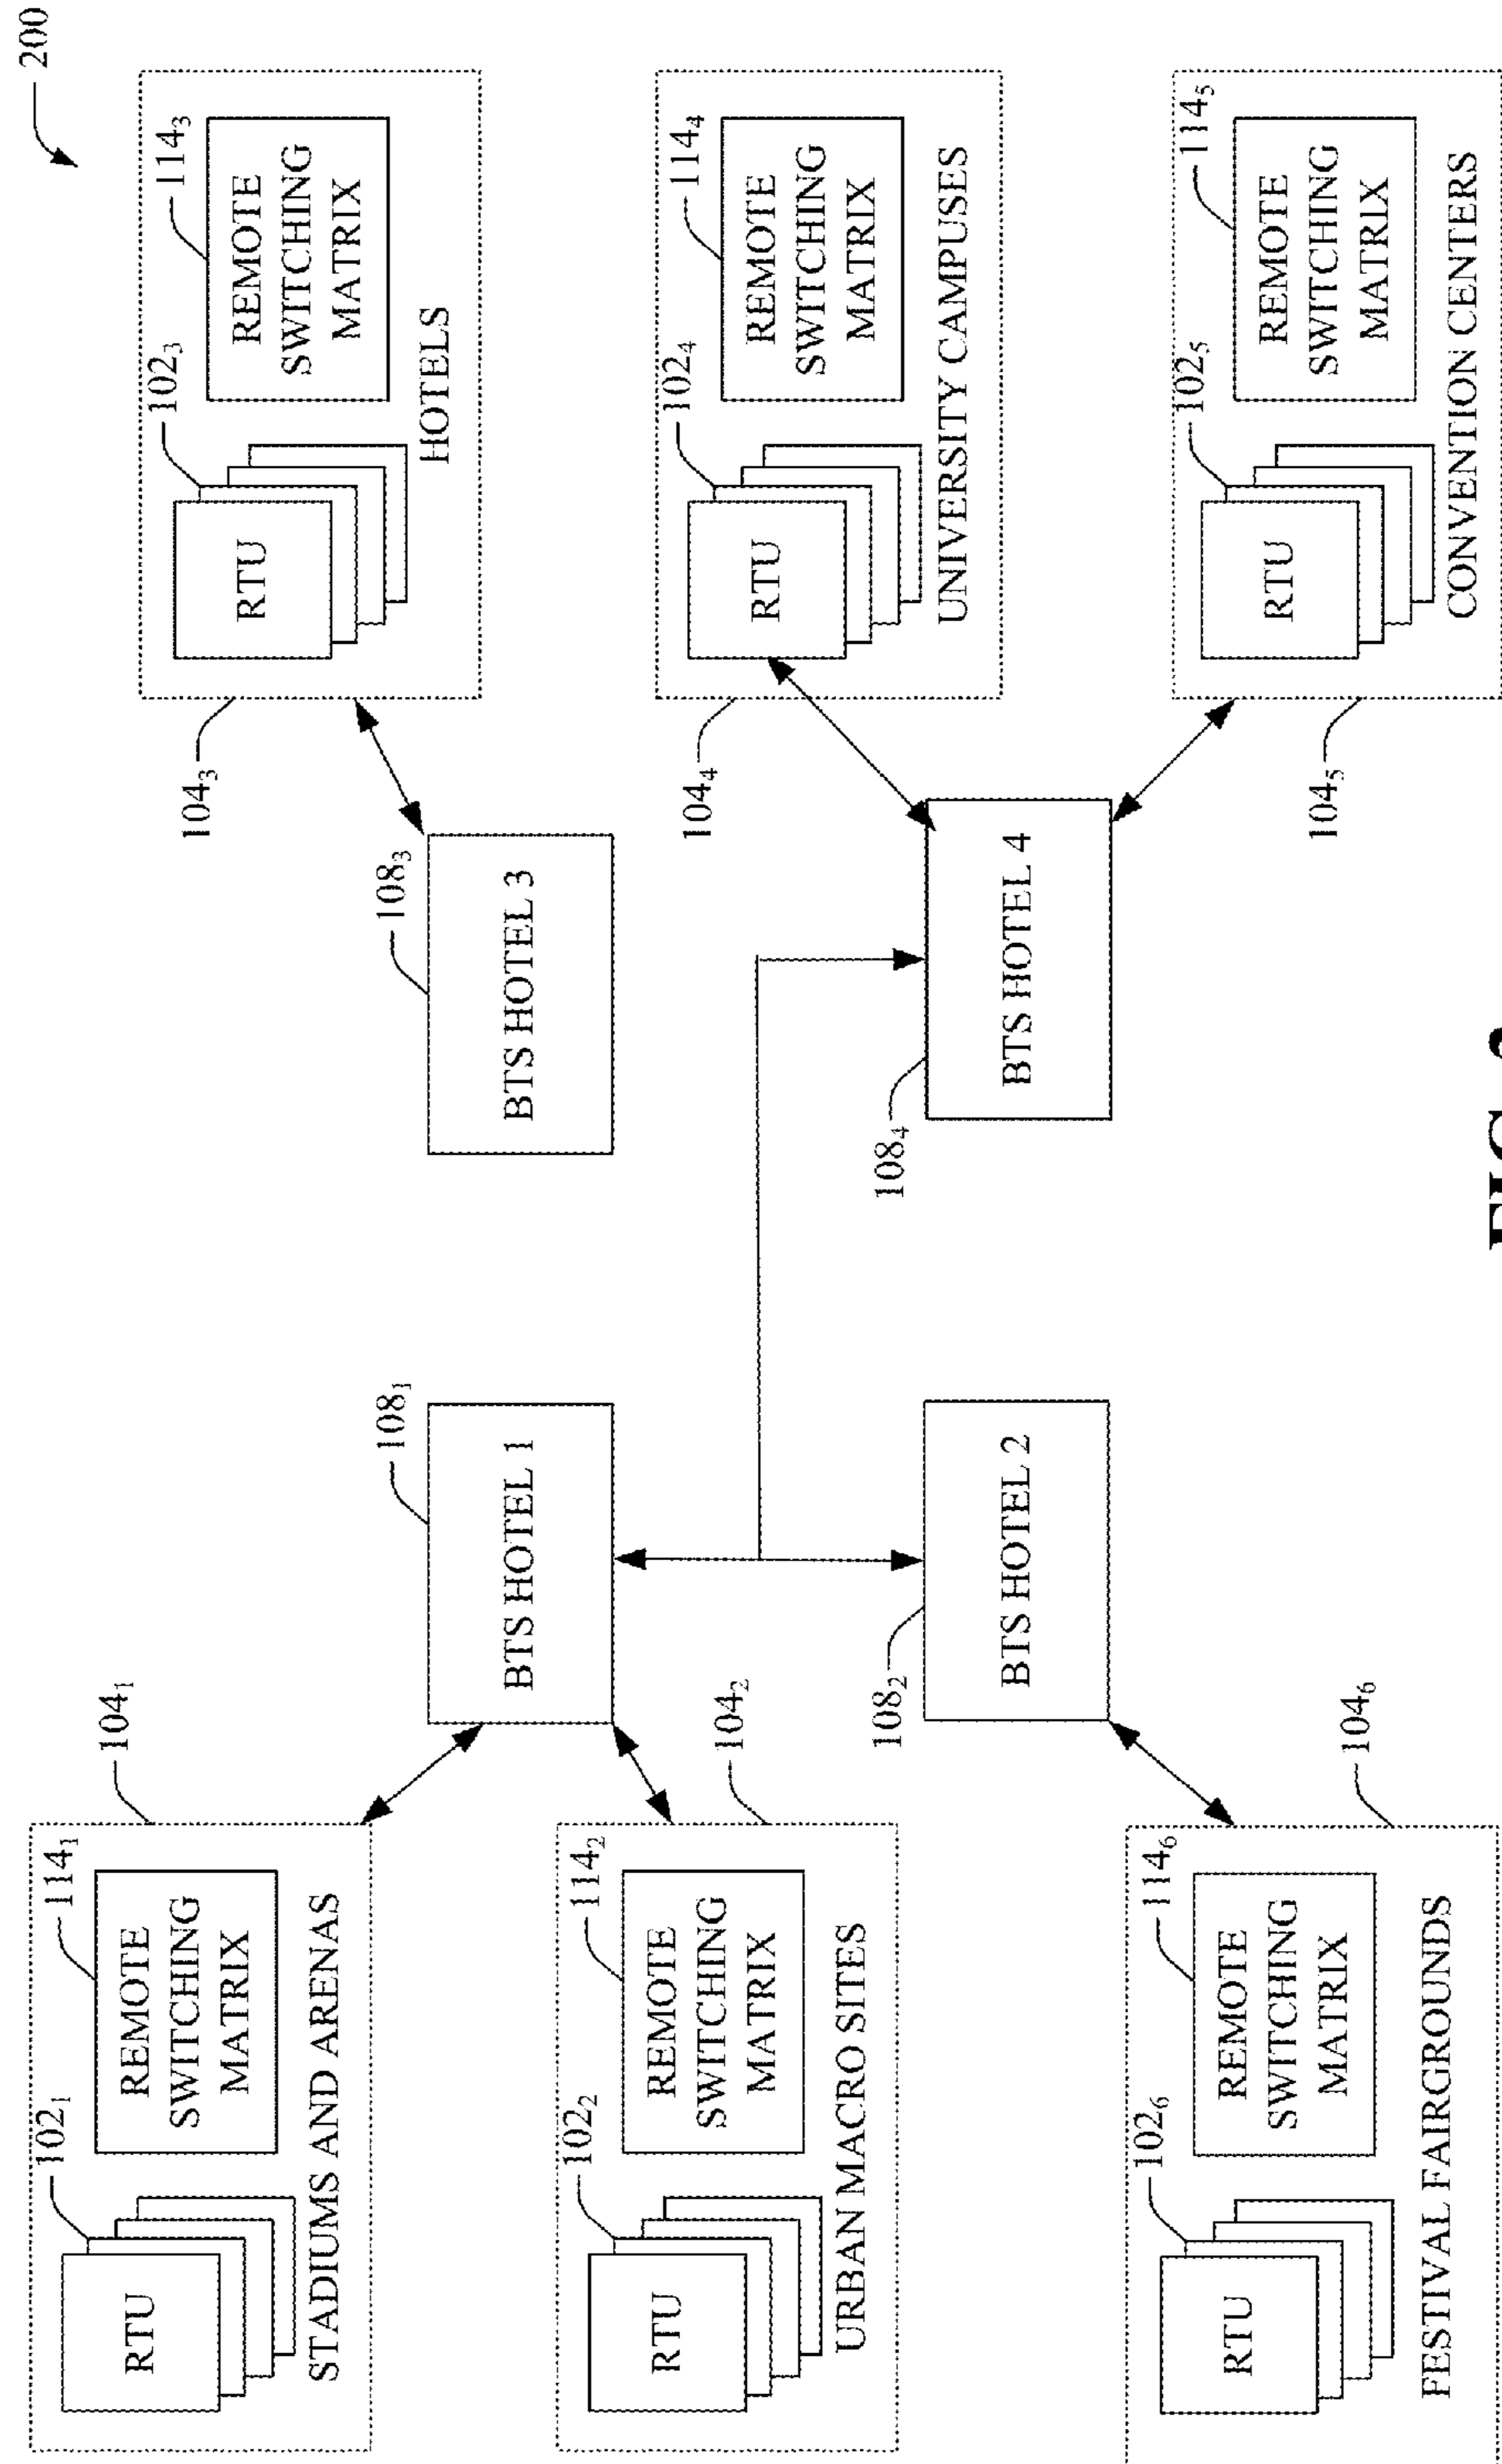 200
104₁
STADIUMS AND ARENAS
102₁
RTU
114₁
REMOTE
SWITCHING
MATRIX
104₂
URBAN MACRO SITES
102₂
RTU
114₂
REMOTE
SWITCHING
MATRIX
104₆
FESTIVAL FAIRGROUNDS
102₆
RTU
114₆
REMOTE
SWITCHING
MATRIX
108₁
BTS HOTEL 1
108₂
BTS HOTEL 2
108₃
BTS HOTEL 3
108₄
BTS HOTEL 4
104₃
102₃
RTU
114₃
REMOTE
SWITCHING
MATRIX
HOTELS
104₄
102₄
RTU
114₄
REMOTE
SWITCHING
MATRIX
UNIVERSITY CAMPUSES
104₅
102₅
RTU
114₅
REMOTE
SWITCHING
MATRIX
CONVENTION CENTERS
FIG.